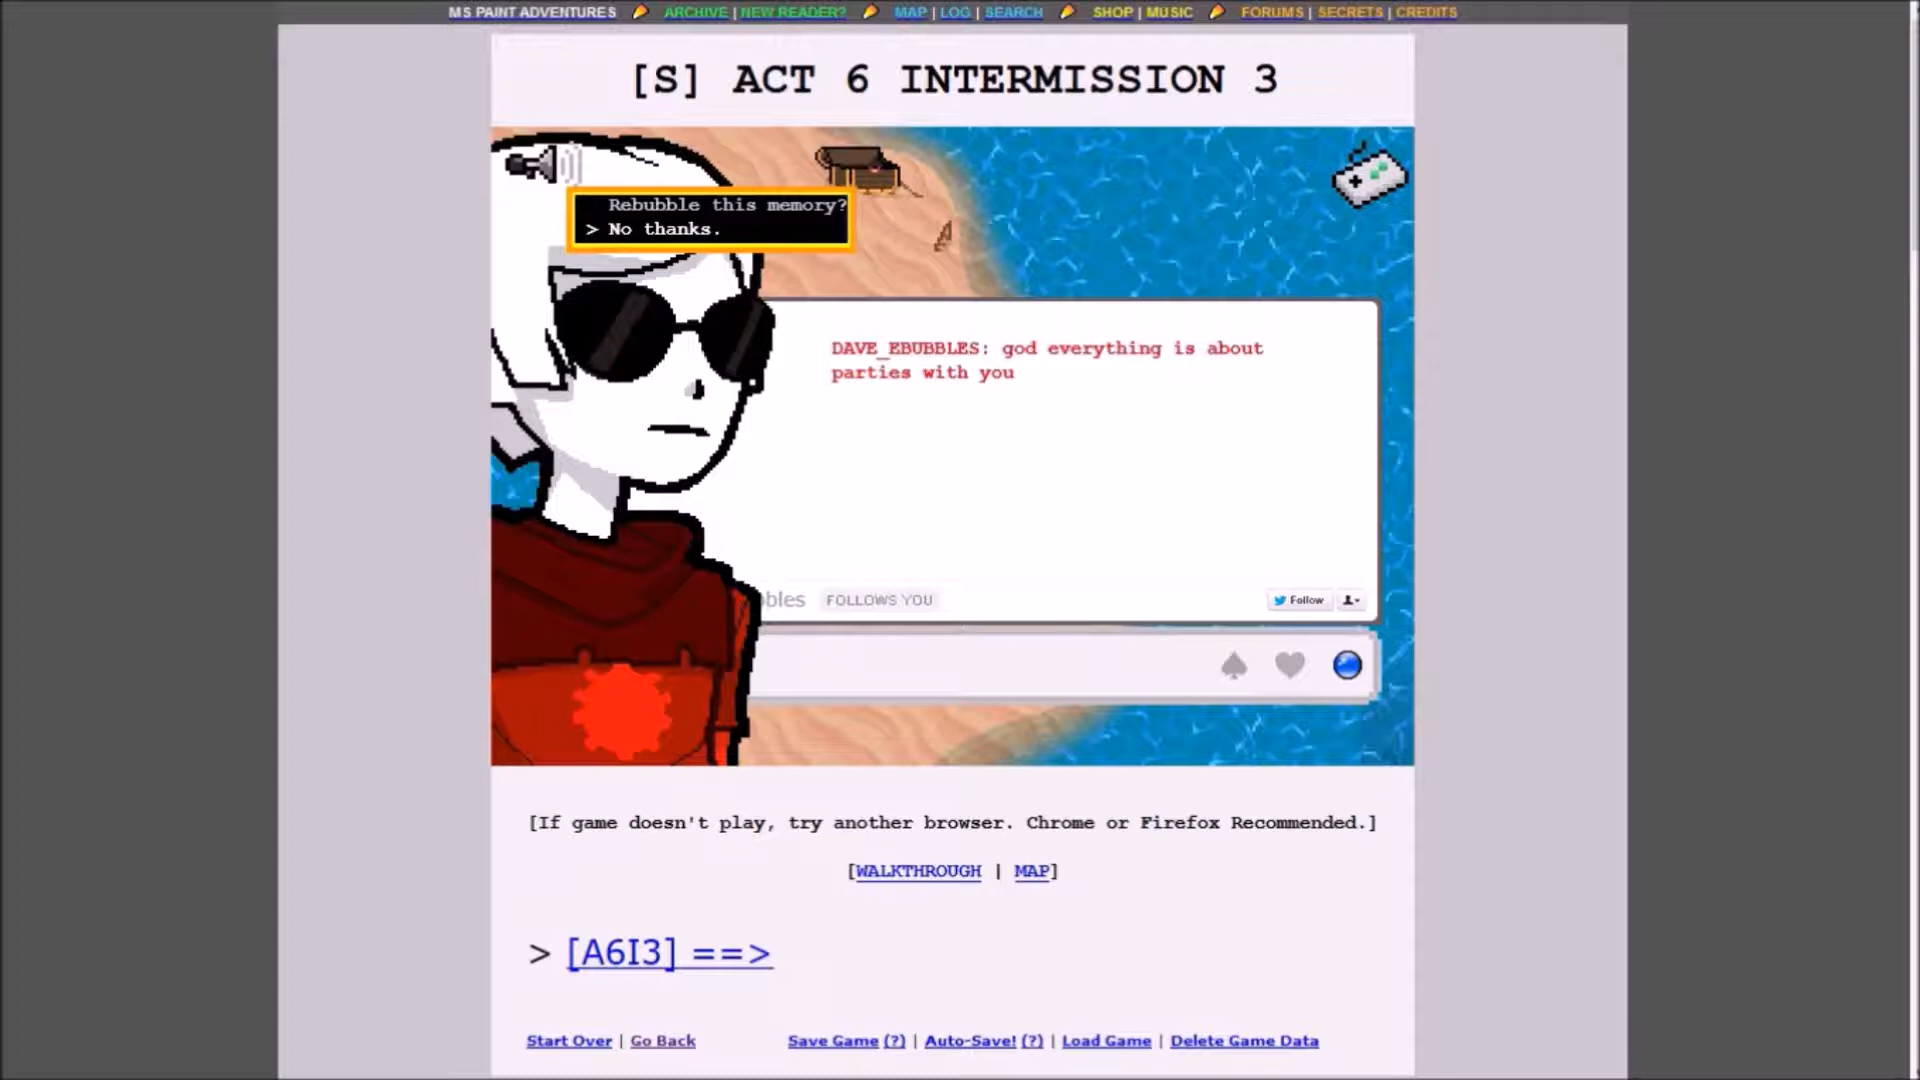 MS PAINT ADVENTURES ARCHIVE | NEW READER? MAP | LOG | SEARCH SHOP | MUSIC FORUMS | SECRETS | CREDITS
[S] ACT 6 INTERMISSION 3
Rebubble this memory?
> No thanks.
DAVE_EBUBBLES: god everything is about
parties with you
bbles FOLLOWS YOU Follow
[If game doesn't play, try another browser. Chrome or Firefox Recommended.]
[WALKTHROUGH | MAP]
> [A6I3] ==>
Start Over | Go Back Save Game (?) | Auto-Save! (?) | Load Game | Delete Game Data